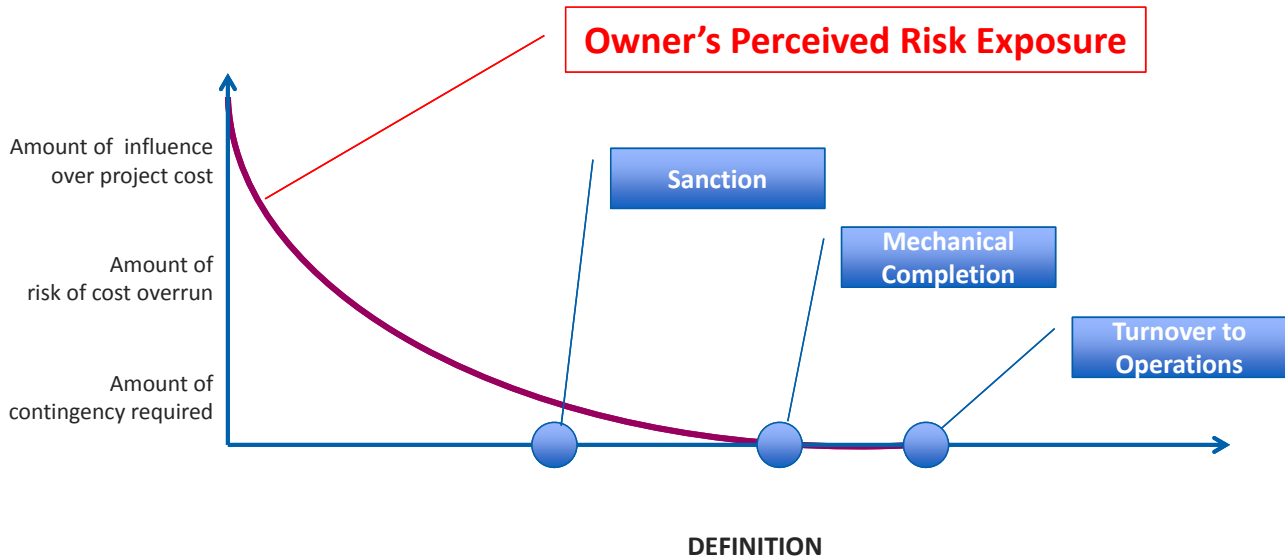 Owner’s Perceived Risk Exposure
Amount of influence
over project cost
Sanction
Mechanical
Completion
Amount of
risk of cost overrun
Turnover to
Operations
Amount of
contingency required
DEFINITION